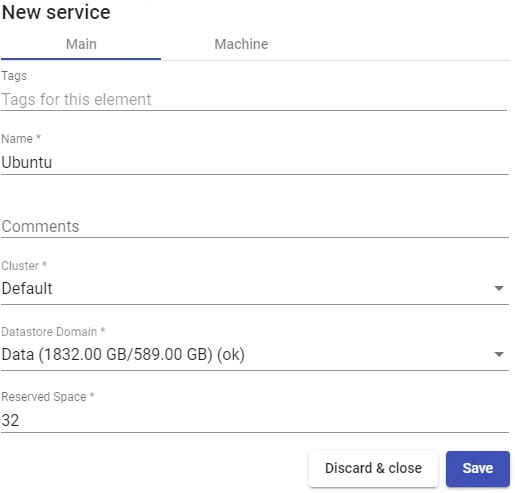 New service
Main Machine
Tags
Tags for this element
Name *
Ubuntu
Comments
Cluster *
Default
Datastore Domain *
Data (1832.00 GB/589.00 GB) (ok)
Reserved Space *
32
Discard & close Save